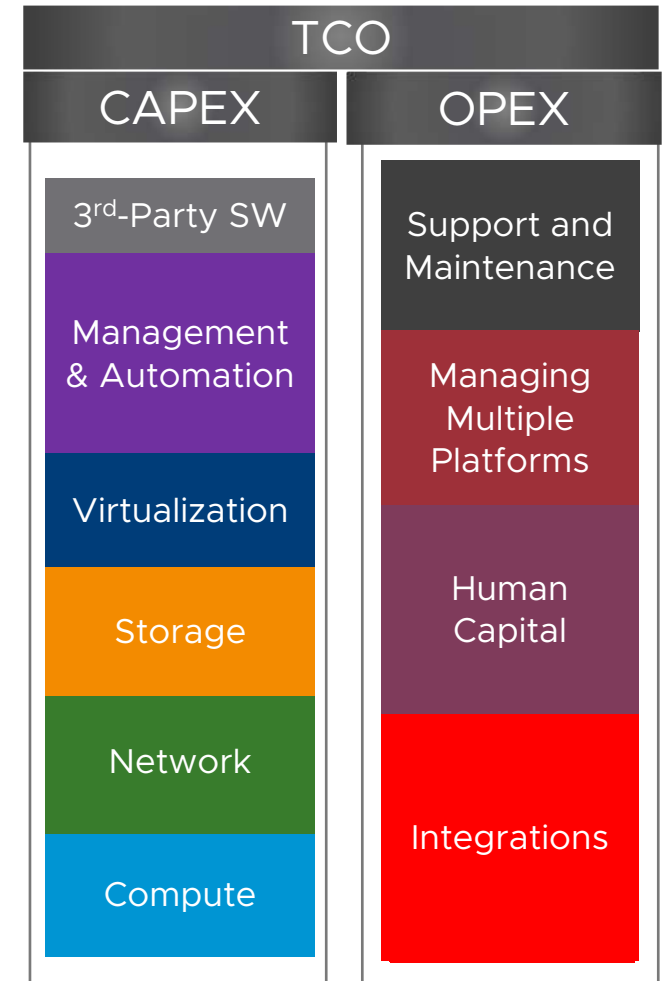 TCO
CAPEX
OPEX
3rd-Party SW
Management
& Automation
Virtualization
Storage
Network
Compute
Support and
Maintenance
Managing
Multiple
Platforms
Human
Capital
Integrations